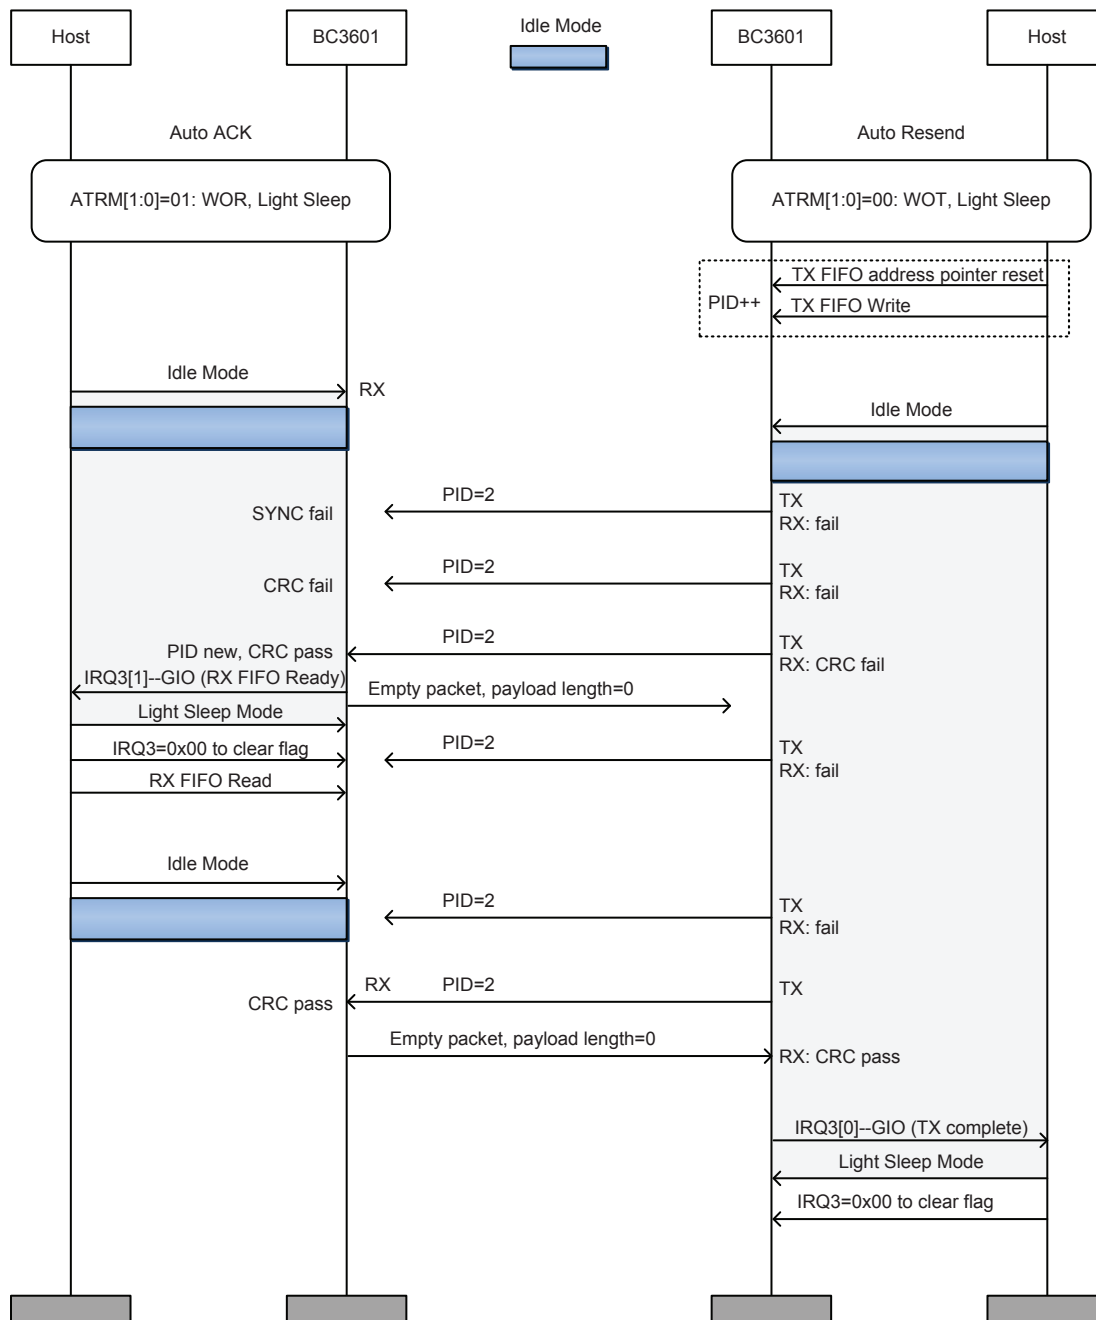 Host
BC3601
Idle Mode
BC3601
Host
Auto ACK
Auto Resend
ATRM[1:0]=01: WOR, Light Sleep
ATRM[1:0]=00: WOT, Light Sleep
TX FIFO address pointer reset
PID++
TX FIFO Write
Idle Mode
RX
Idle Mode
PID=2
TX
SYNC fail
RX: fail
PID=2
TX
CRC fail
RX: fail
PID=2
TX
PID new, CRC pass
RX: CRC fail
IRQ3[1]--GIO (RX FIFO Ready)
Empty packet, payload length=0
Light Sleep Mode
IRQ3=0x00 to clear flag
PID=2
TX
RX: fail
RX FIFO Read
Idle Mode
PID=2
TX
RX: fail
RX
PID=2
TX
CRC pass
Empty packet, payload length=0
RX: CRC pass
IRQ3[0]--GIO (TX complete)
Light Sleep Mode
IRQ3=0x00 to clear flag